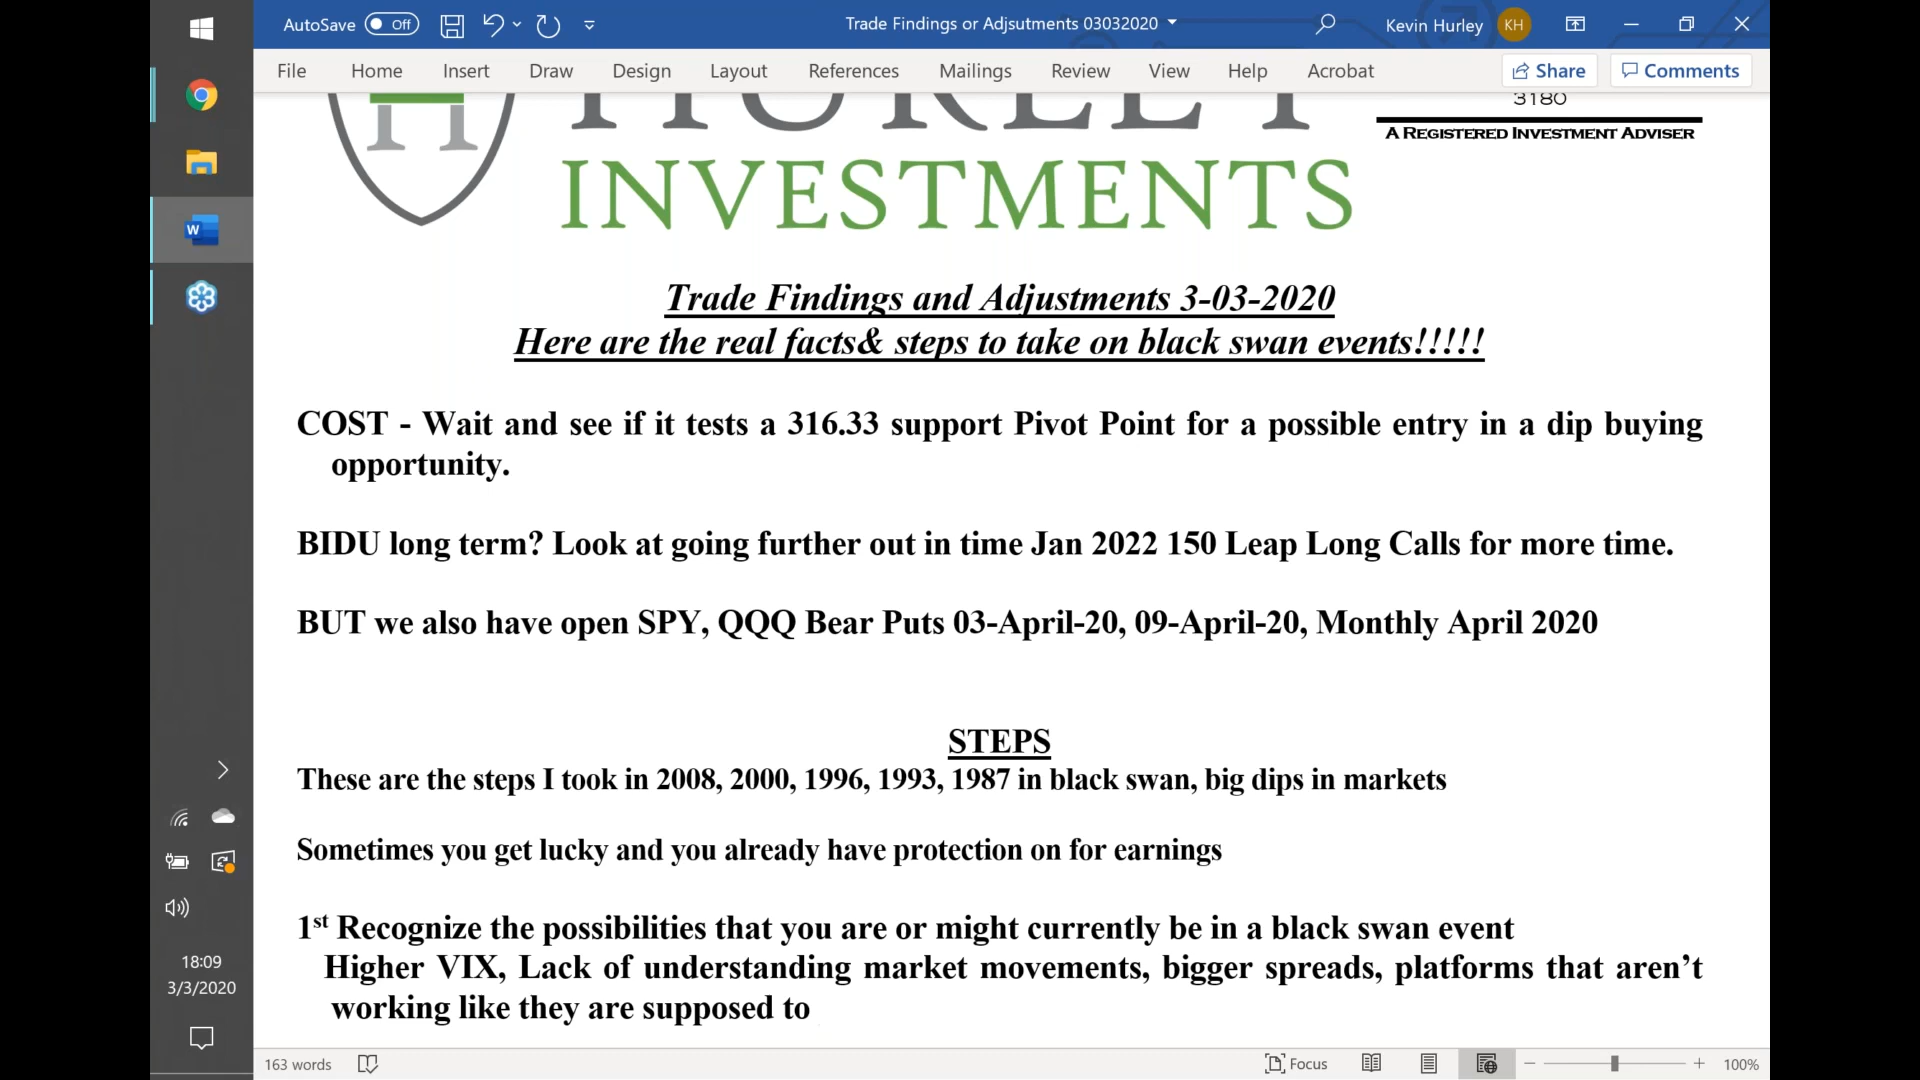 AutoSave Off
Trade Findings or Adjsutments 03032020
Kevin Hurley KH
File Home Insert Draw Design Layout References Mailings Review View Help Acrobat Share Comments
HURLEY
INVESTMENTS
3180
A REGISTERED INVESTMENT ADVISER
Trade Findings and Adjustments 3-03-2020
Here are the real facts& steps to take on black swan events!!!!!
COST - Wait and see if it tests a 316.33 support Pivot Point for a possible entry in a dip buying
opportunity.
BIDU long term? Look at going further out in time Jan 2022 150 Leap Long Calls for more time.
BUT we also have open SPY, QQQ Bear Puts 03-April-20, 09-April-20, Monthly April 2020
STEPS
These are the steps I took in 2008, 2000, 1996, 1993, 1987 in black swan, big dips in markets
Sometimes you get lucky and you already have protection on for earnings
1st Recognize the possibilities that you are or might currently be in a black swan event
Higher VIX, Lack of understanding market movements, bigger spreads, platforms that aren’t
working like they are supposed to
18:09
3/3/2020
163 words
Focus
100%